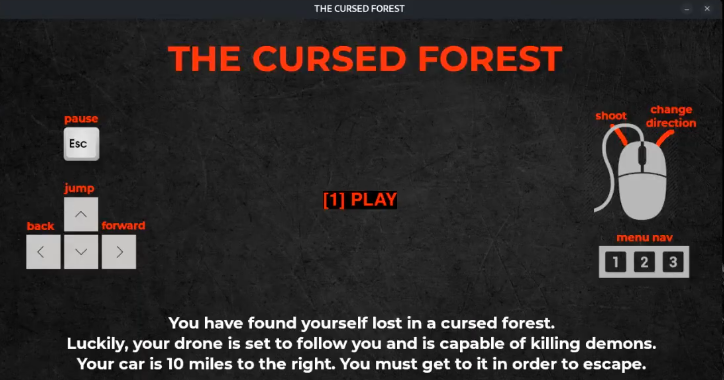 THE CURSED FOREST
THE CURSED FOREST
pause
Esc
jump
back
forward
[1] PLAY
shoot
change
direction
menu nav
1 2 3
You have found yourself lost in a cursed forest.
Luckily, your drone is set to follow you and is capable of killing demons.
Your car is 10 miles to the right. You must get to it in order to escape.